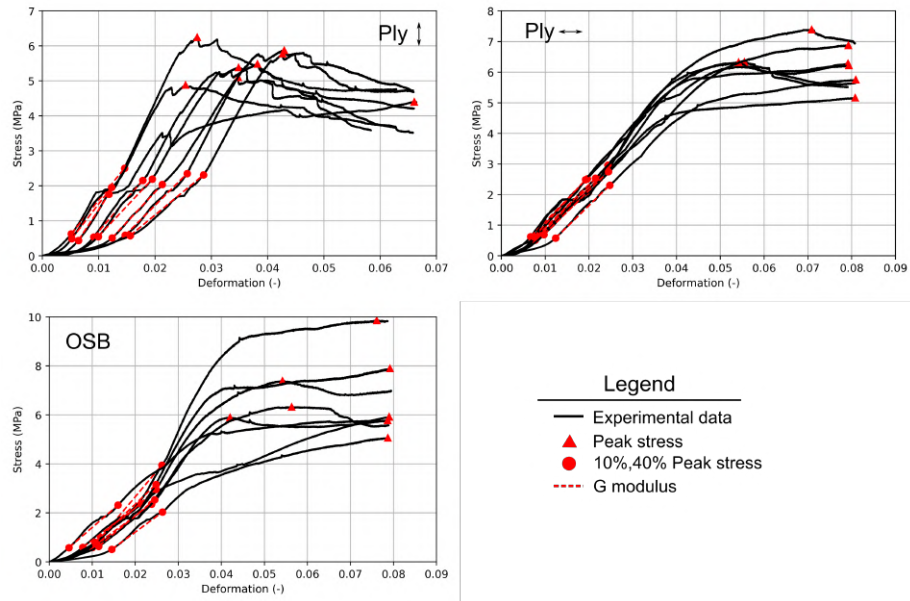 Ply ↕
7
6
5
4
3
2
1
0
Stress (MPa)
0.00 0.01 0.02 0.03 0.04 0.05 0.06 0.07
Deformation (-)
Ply ↔
8
7
6
5
4
3
2
1
0
Stress (MPa)
0.00 0.01 0.02 0.03 0.04 0.05 0.06 0.07 0.08 0.09
Deformation (-)
OSB
10
8
6
4
2
0
Stress (MPa)
0.00 0.01 0.02 0.03 0.04 0.05 0.06 0.07 0.08 0.09
Deformation (-)
Legend
Experimental data
Peak stress
10%,40% Peak stress
G modulus